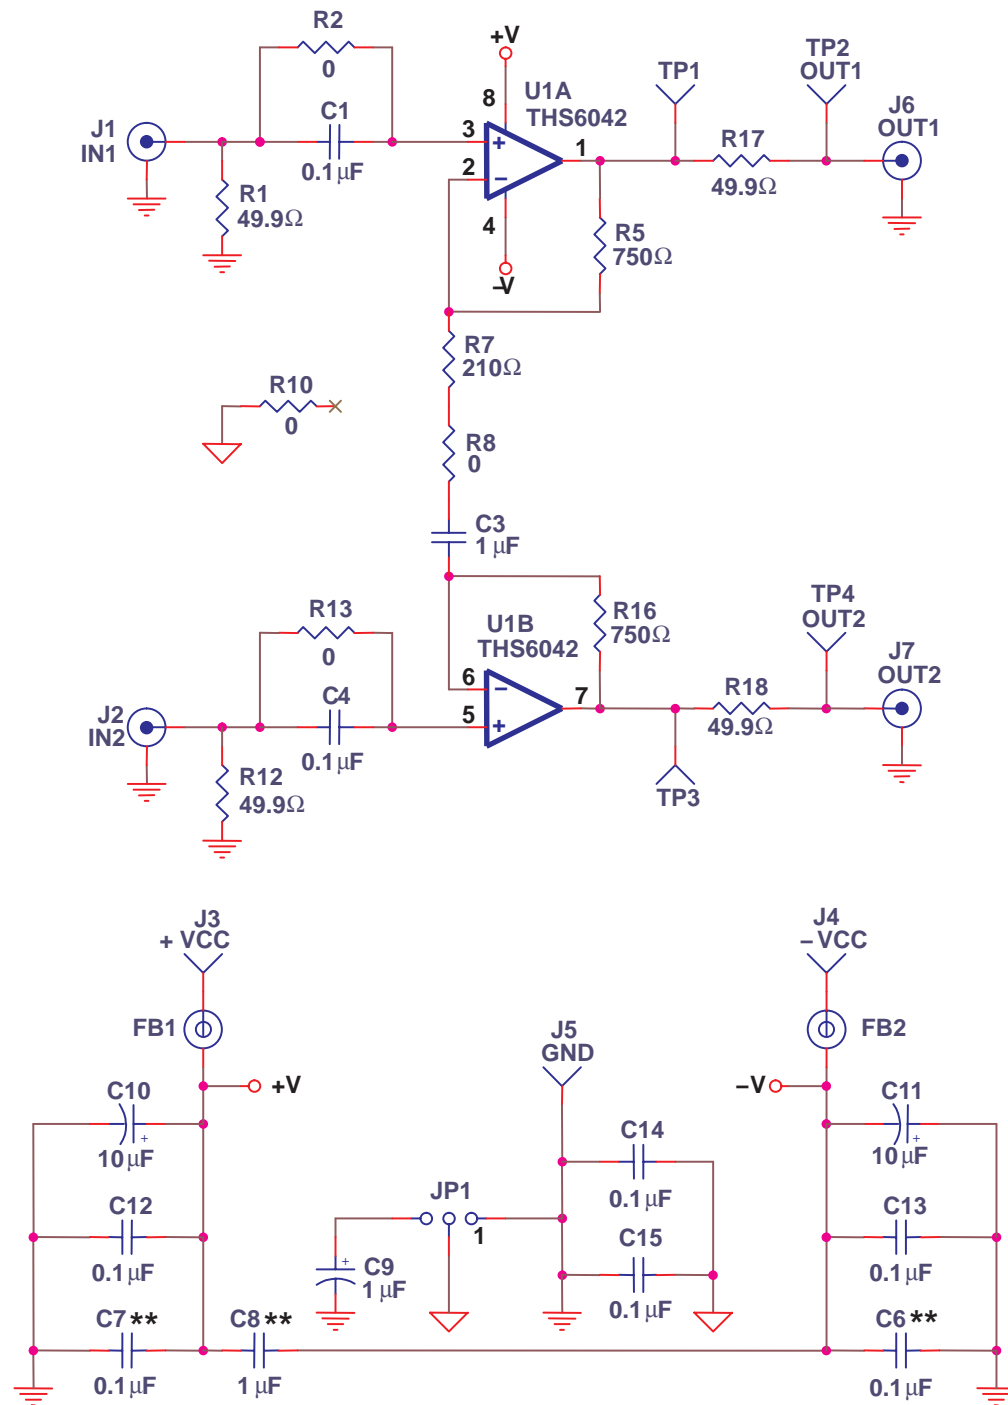 R2
0
C1
0.1 µF
J1
IN1
R1
49.9Ω
+V
8
U1A
THS6042
3
+
2
−
1
4
−V
TP1
TP2
OUT1
R17
49.9Ω
J6
OUT1
R5
750Ω
R7
210Ω
R10
0
R8
0
C3
1 µF
R13
0
C4
0.1 µF
J2
IN2
R12
49.9Ω
U1B
THS6042
6
−
5
+
7
R16
750Ω
TP4
OUT2
R18
49.9Ω
J7
OUT2
TP3
J3
+ VCC
FB1
+V
C10
+
10 µF
C12
0.1 µF
C7**
0.1 µF
C8**
1 µF
JP1
1
+
C9
1 µF
J5
GND
C14
0.1 µF
C15
0.1 µF
J4
− VCC
FB2
−V
C11
+
10 µF
C13
0.1 µF
C6**
0.1 µF